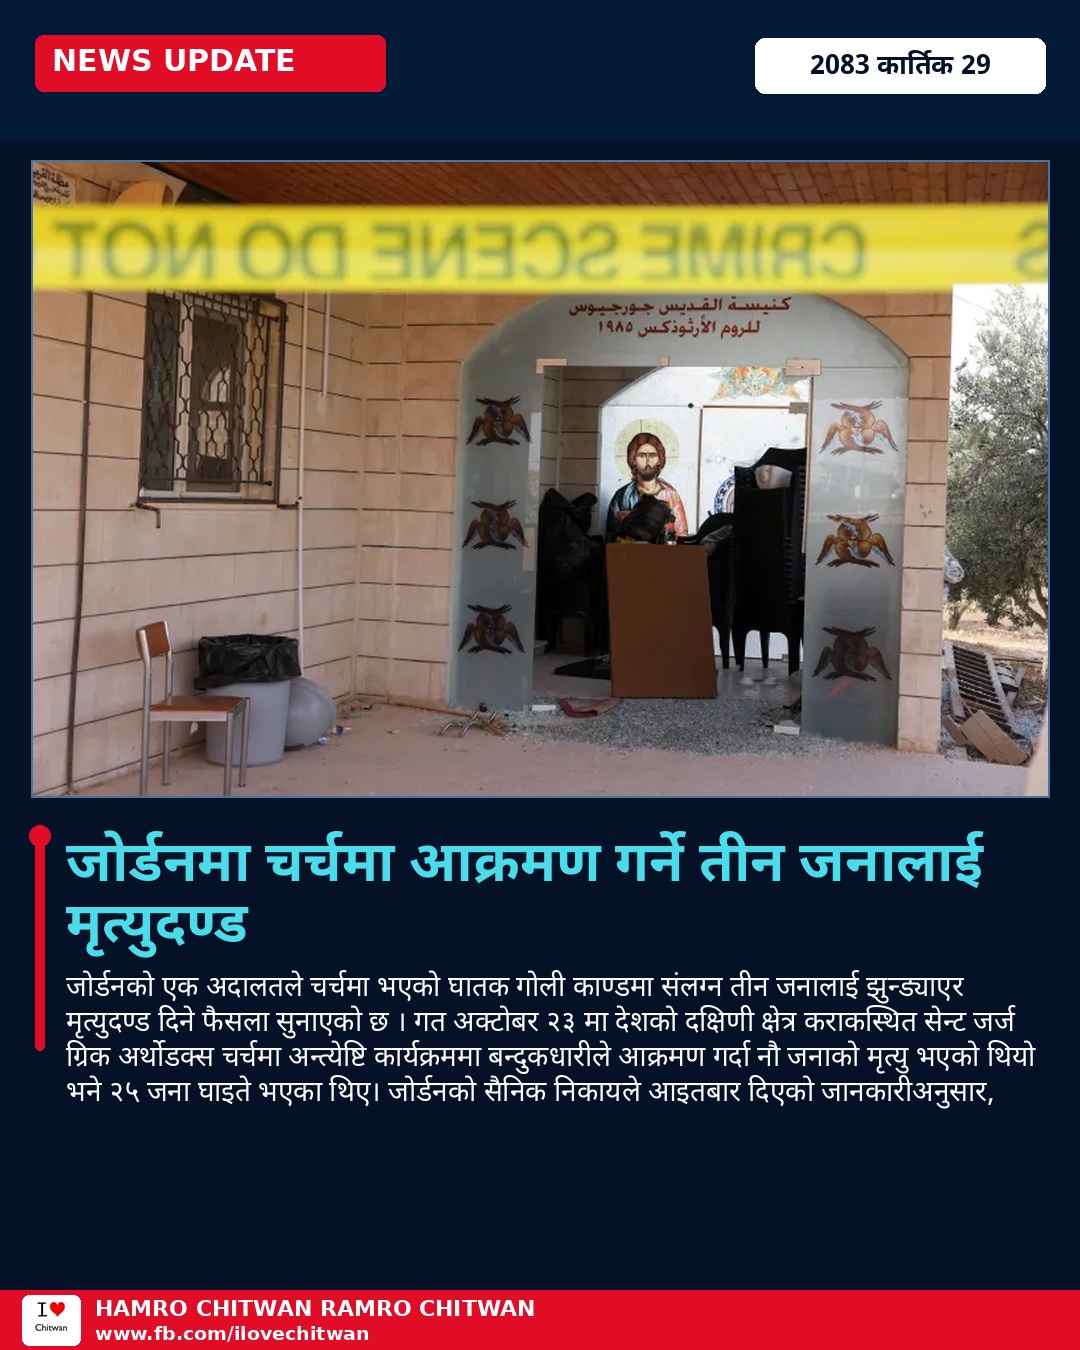 NEWS UPDATE
2083 कार्तिक 29
CRIME SCENE DO NOT
كنيسة القديس جورجيوس
للروم الأرثوذكس ١٩٨٥
जोर्डनमा चर्चमा आक्रमण गर्ने तीन जनालाई
मृत्युदण्ड
जोर्डनको एक अदालतले चर्चमा भएको घातक गोली काण्डमा संलग्न तीन जनालाई झुन्ड्याएर
मृत्युदण्ड दिने फैसला सुनाएको छ । गत अक्टोबर २३ मा देशको दक्षिणी क्षेत्र कराकस्थित सेन्ट जर्ज
ग्रिक अर्थोडक्स चर्चमा अन्त्येष्टि कार्यक्रममा बन्दुकधारीले आक्रमण गर्दा नौ जनाको मृत्यु भएको थियो
भने २५ जना घाइते भएका थिए। जोर्डनको सैनिक निकायले आइतबार दिएको जानकारीअनुसार,
I ❤
Chitwan
HAMRO CHITWAN RAMRO CHITWAN
www.fb.com/ilovechitwan